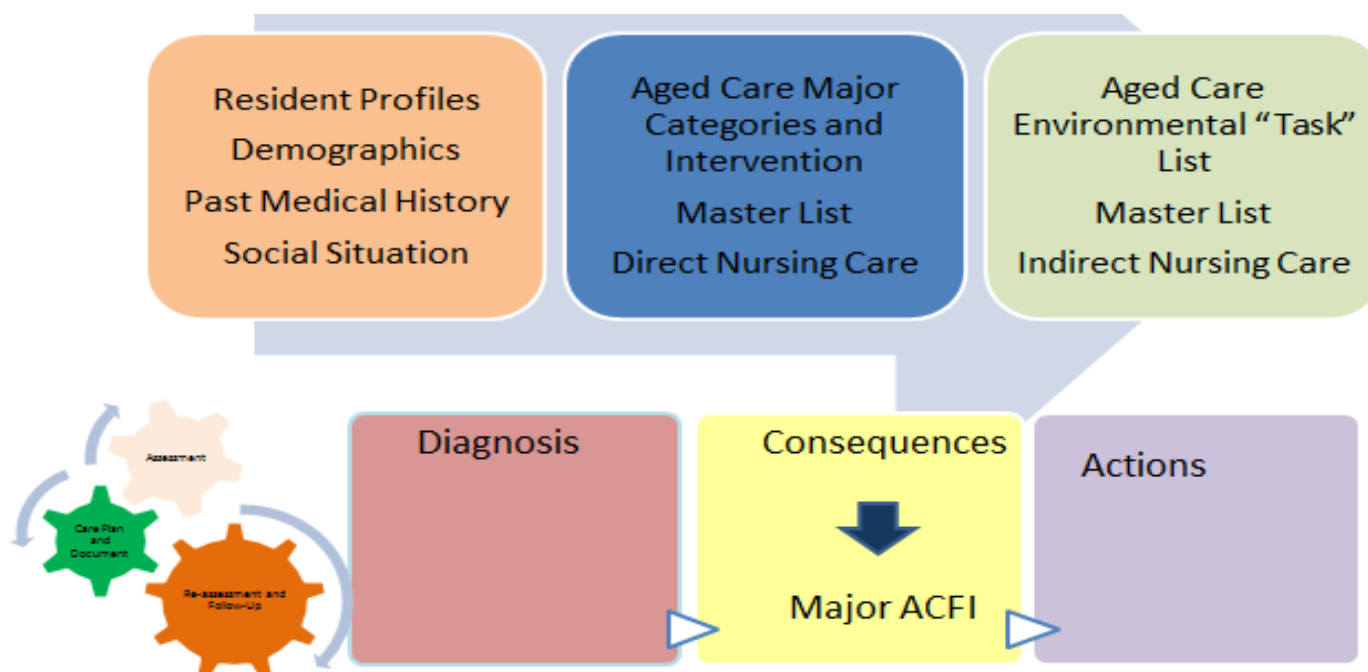 Resident Profiles
Demographics
Past Medical History
Social Situation
Aged Care Major
Categories and
Intervention
Master List
Direct Nursing Care
Aged Care
Environmental “Task”
List
Master List
Indirect Nursing Care
Assessment
Care Plan
and
Document
Re-assessment and
Follow-Up
Diagnosis
Consequences
Major ACFI
Actions